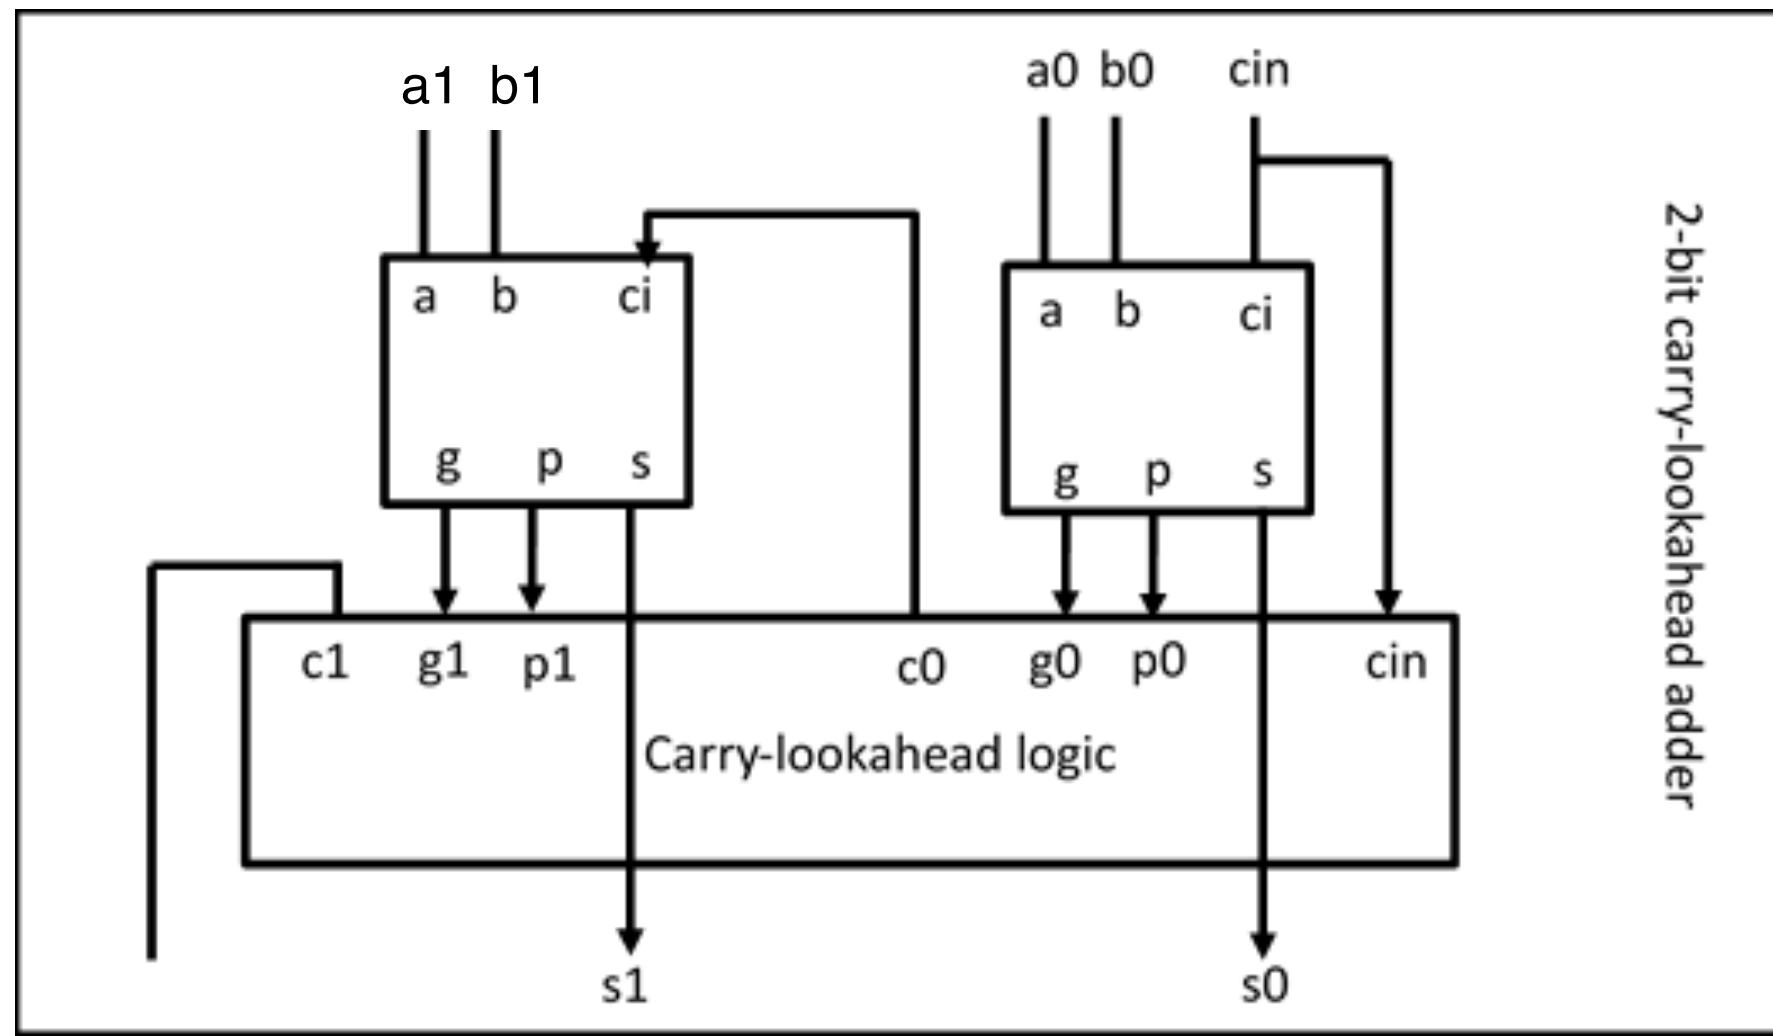 a1 b1
a0 b0 cin
a b ci
a b ci
g p s
g p s
c1 g1 p1 c0 g0 p0 cin
Carry-lookahead logic
s1 s0
2-bit carry-lookahead adder